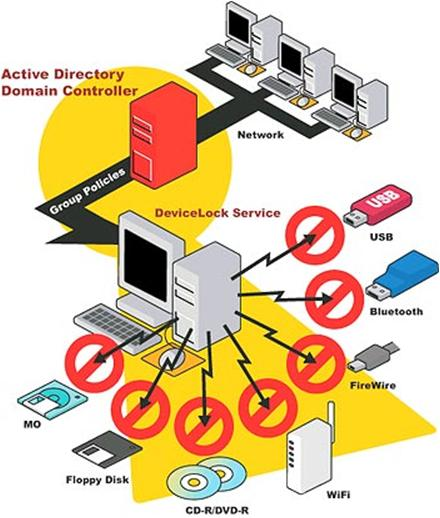 Active Directory
Domain Controller
Network
Group Policies
DeviceLock Service
USB
USB
Bluetooth
FireWire
MO
Floppy Disk
CD-R/DVD-R
WiFi